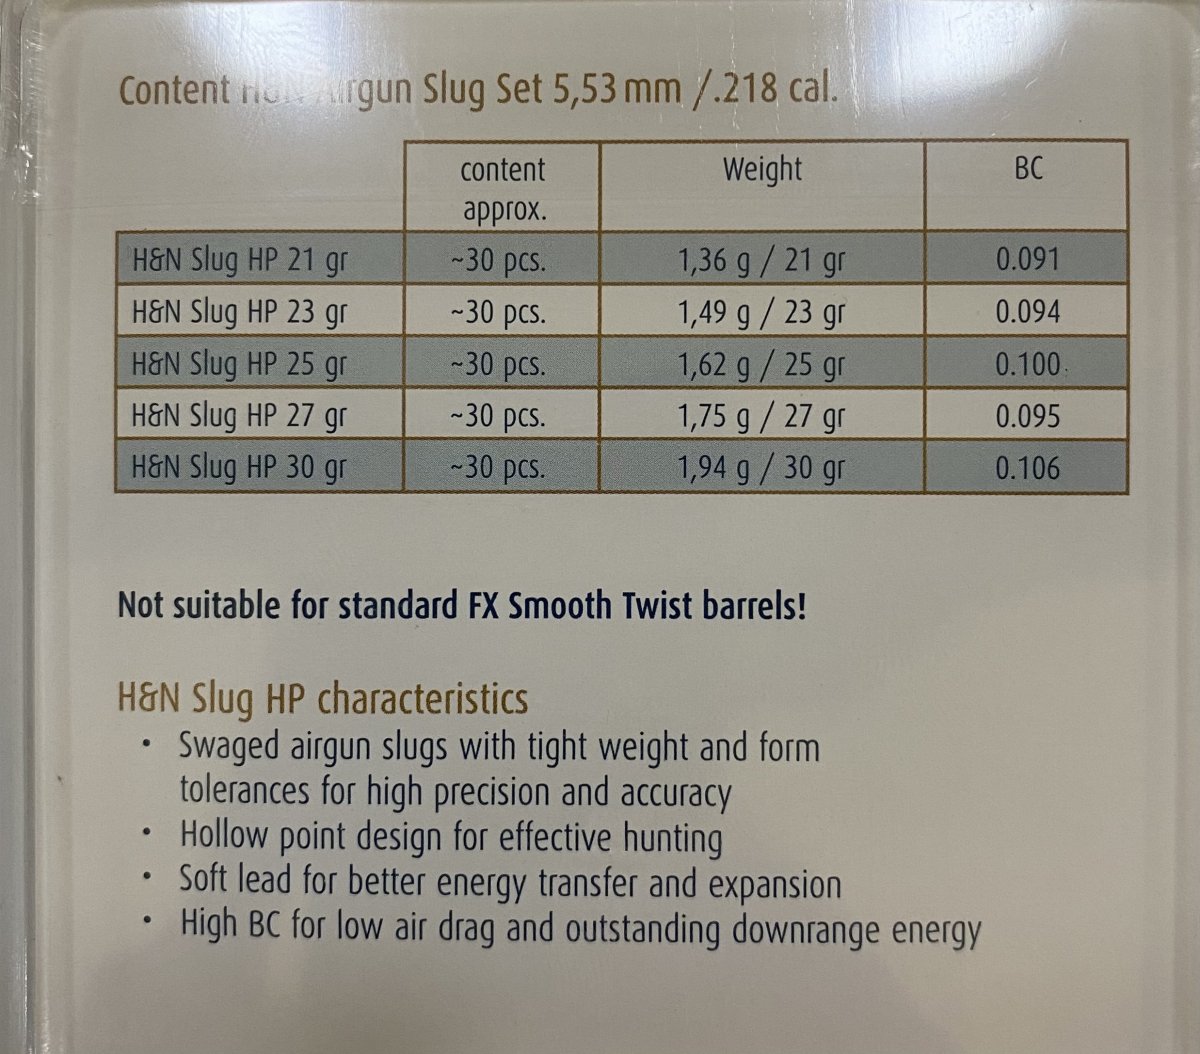 Content H&N Airgun Slug Set 5,53 mm /.218 cal.
content approx. Weight BC
H&N Slug HP 21 gr ~30 pcs. 1,36 g / 21 gr 0.091
H&N Slug HP 23 gr ~30 pcs. 1,49 g / 23 gr 0.094
H&N Slug HP 25 gr ~30 pcs. 1,62 g / 25 gr 0.100
H&N Slug HP 27 gr ~30 pcs. 1,75 g / 27 gr 0.095
H&N Slug HP 30 gr ~30 pcs. 1,94 g / 30 gr 0.106
Not suitable for standard FX Smooth Twist barrels!
H&N Slug HP characteristics
• Swaged airgun slugs with tight weight and form
tolerances for high precision and accuracy
• Hollow point design for effective hunting
• Soft lead for better energy transfer and expansion
• High BC for low air drag and outstanding downrange energy